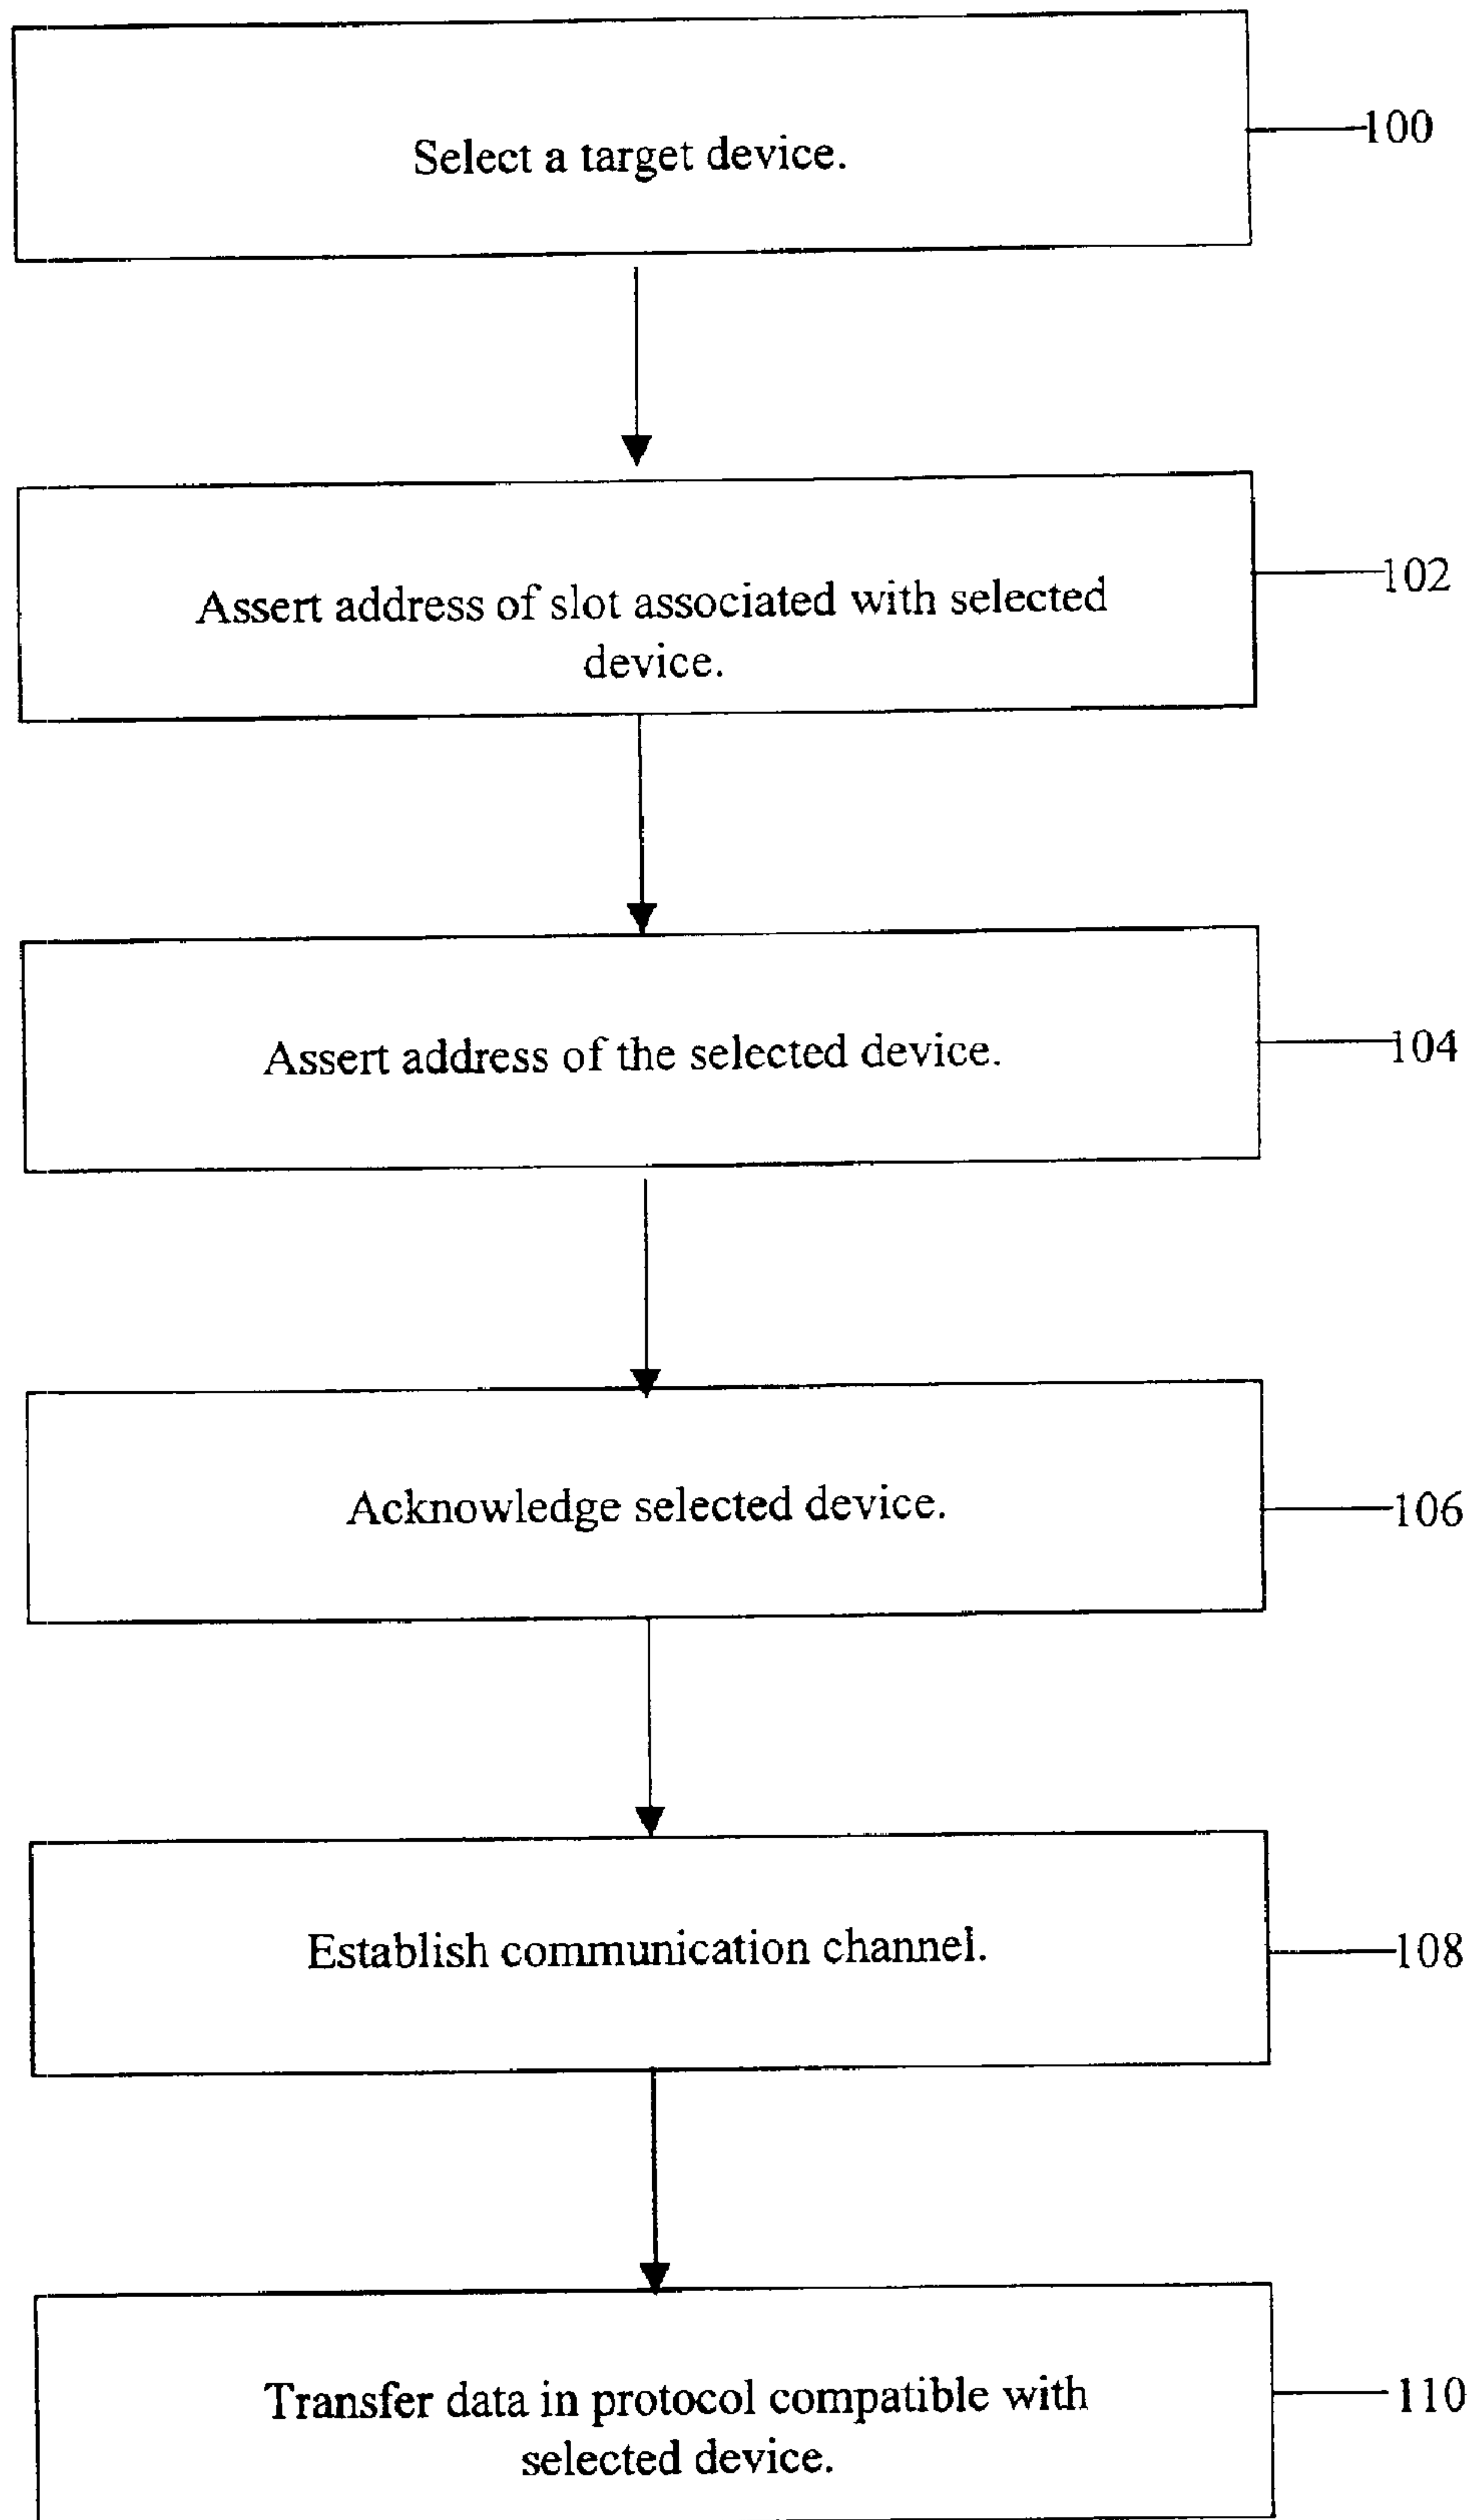 Select a target device.
100
Assert address of slot associated with selected
device.
102
Assert address of the selected device.
104
Acknowledge selected device.
106
Establish communication channel.
108
Transfer data in protocol compatible with
selected device.
110